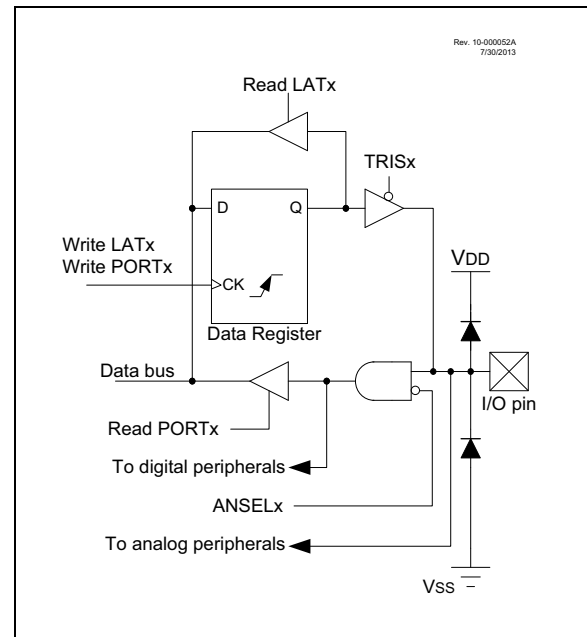 Rev. 10-000052A
7/30/2013
Read LATx
TRISx
D Q
Write LATx
Write PORTx
CK
VDD
Data Register
Data bus
I/O pin
Read PORTx
To digital peripherals
ANSELx
To analog peripherals
VSS